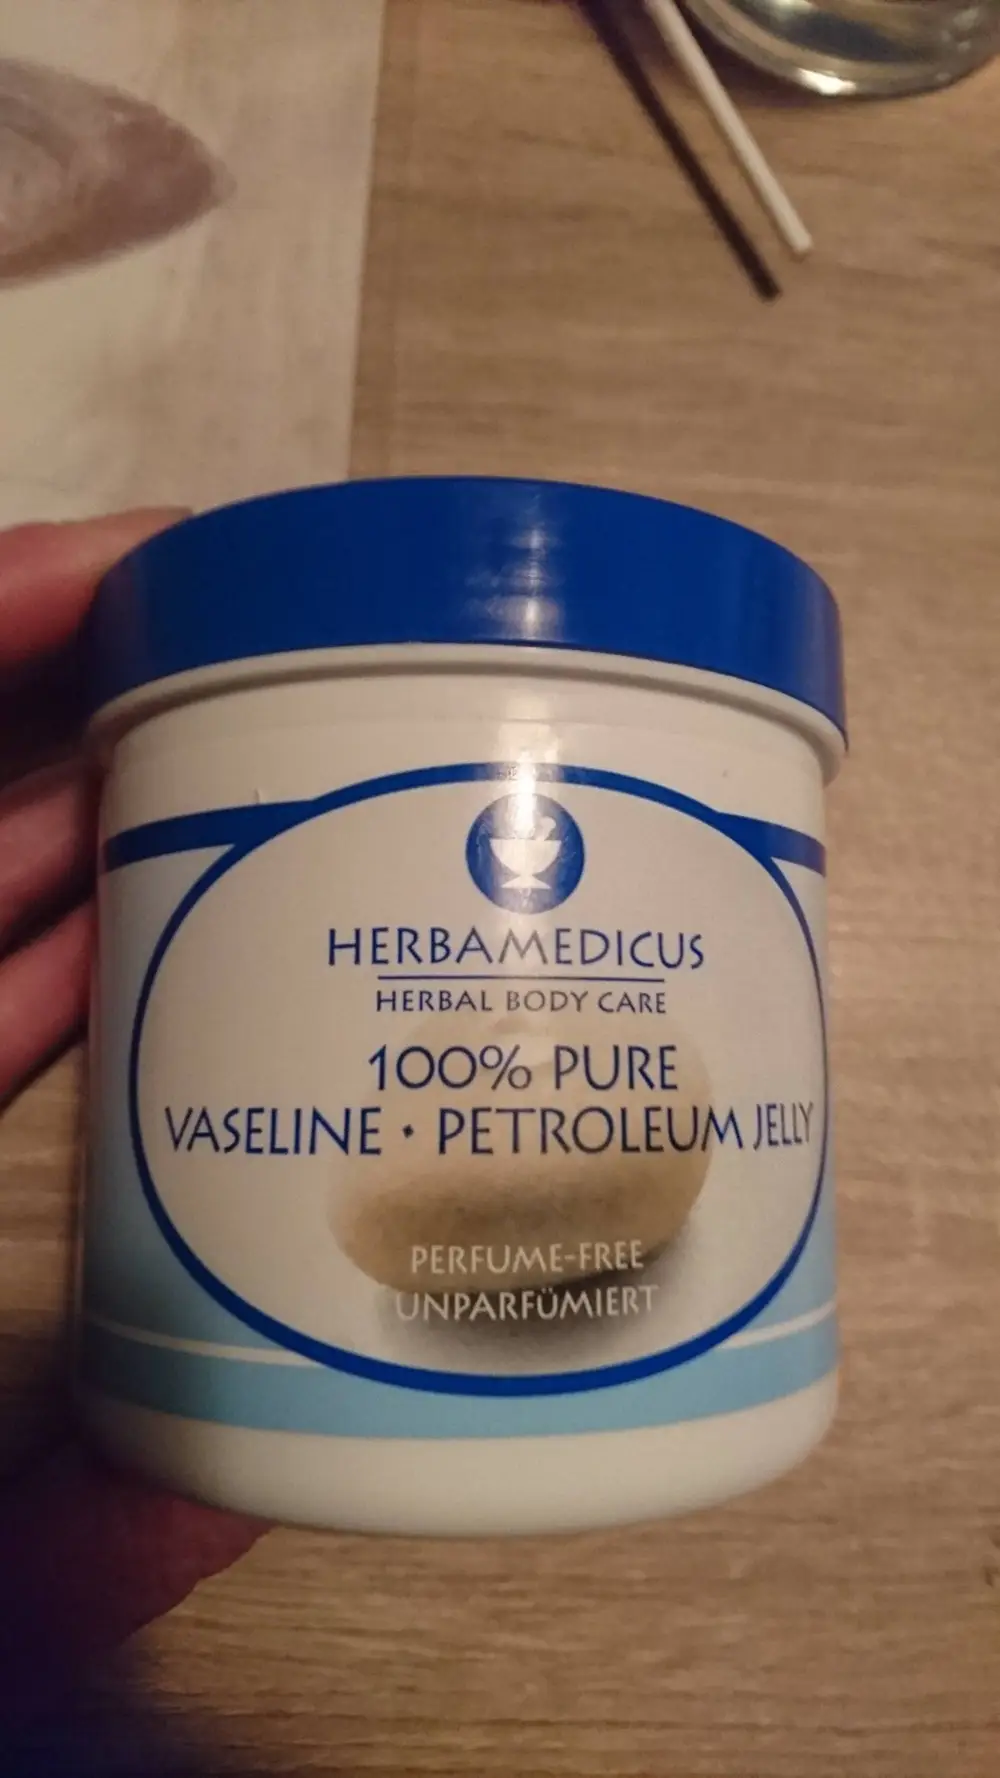 HERBAMEDICUS
HERBAL BODY CARE
100% PURE
VASELINE • PETROLEUM JELLY
PERFUME-FREE
UNPARFÜMIERT